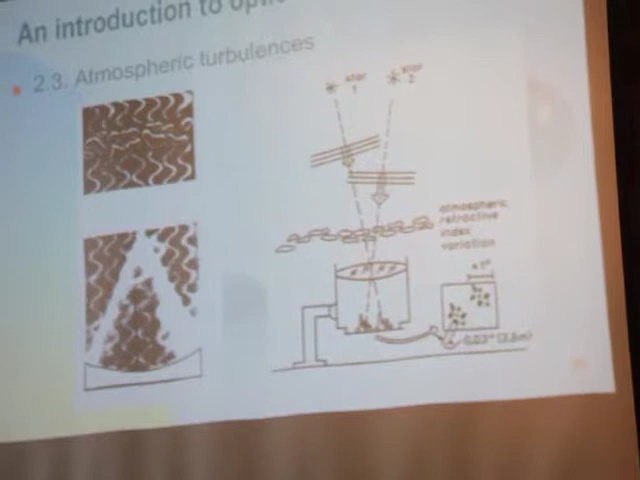 An introduction to
2.3. Atmospheric turbulences
star
1
star
2
atmospheric
refractive
index
variation
0.03" (3.6m)